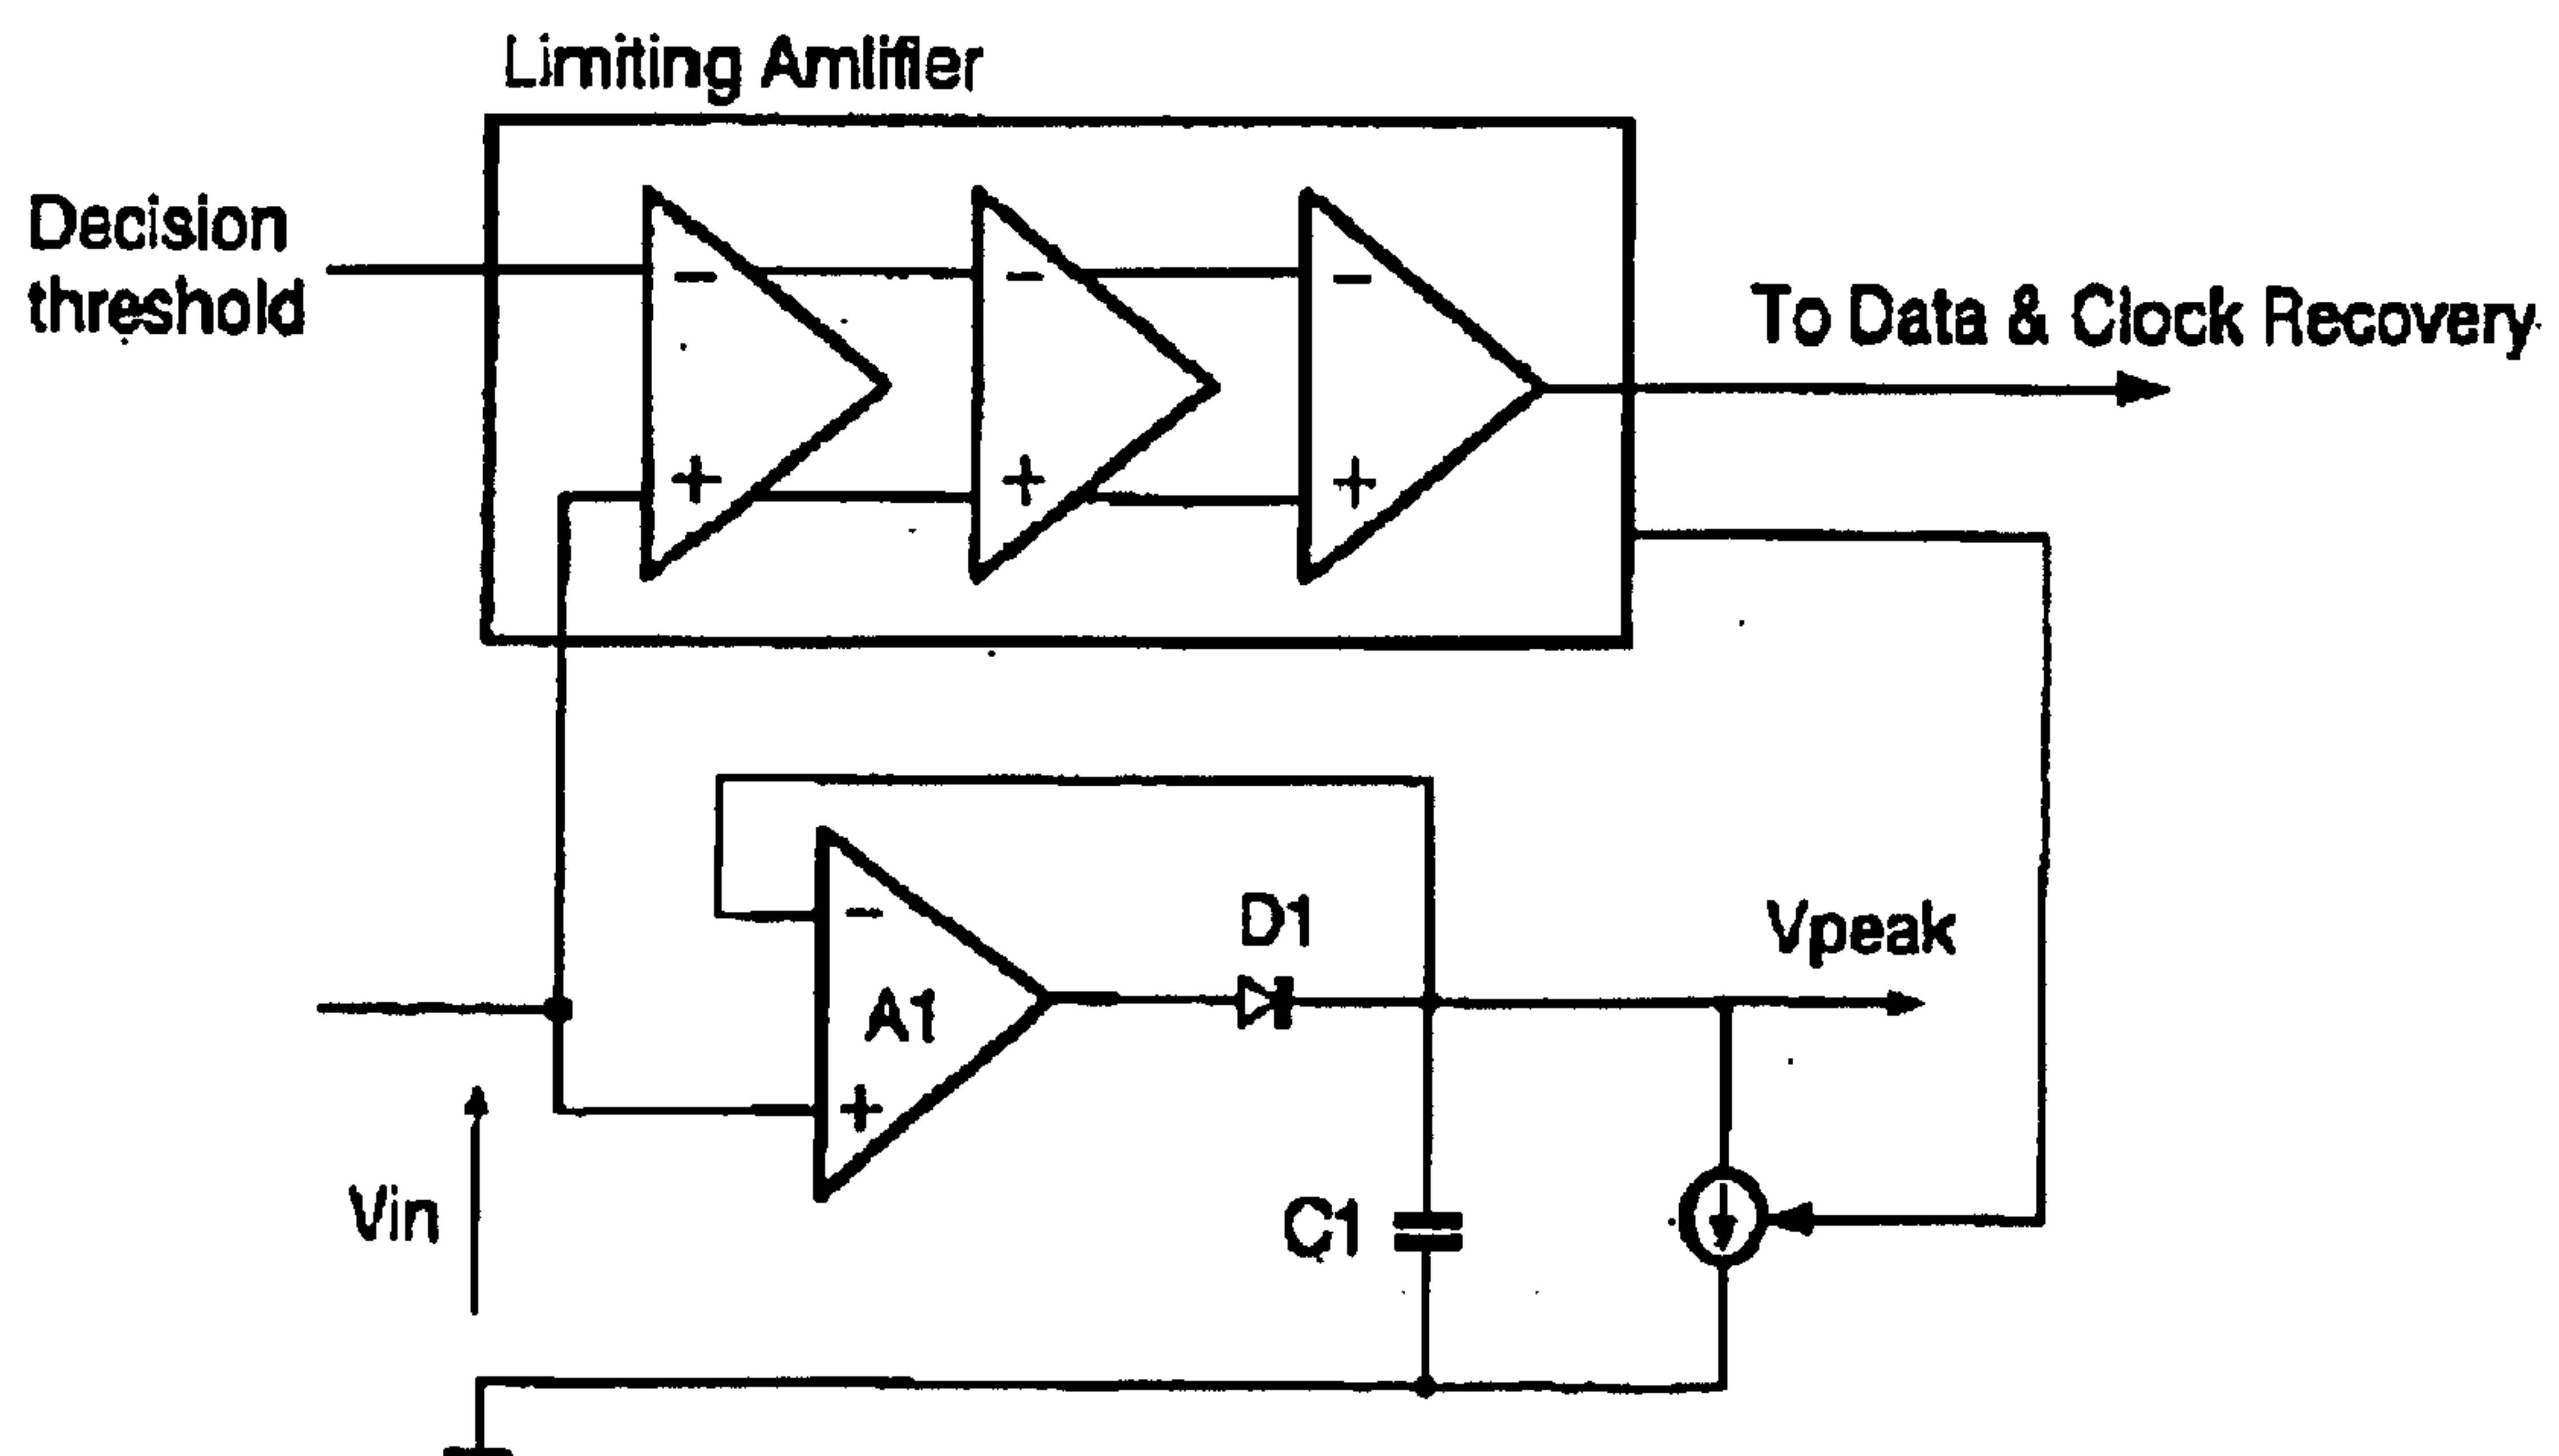 Limiting Amlifier
Decision
threshold
-
-
-
To Data & Clock Recovery
+
+
+
D1
Vpeak
-
A1
+
Vin
C1